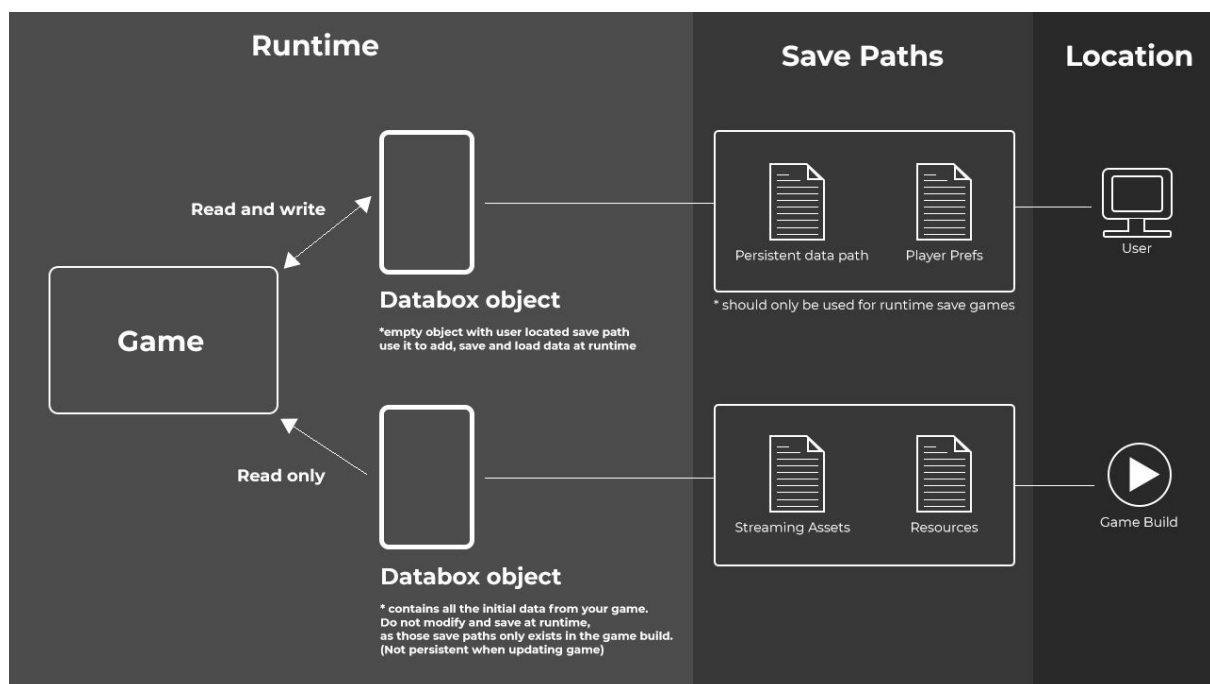 Runtime
Save Paths
Location
Read and write
Persistent data path
Player Prefs
User
Databox object
* should only be used for runtime save games
*empty object with user located save path
use it to add, save and load data at runtime
Game
Read only
Streaming Assets
Resources
Game Build
Databox object
* contains all the initial data from your game.
Do not modify and save at runtime,
as those save paths only exists in the game build.
(Not persistent when updating game)